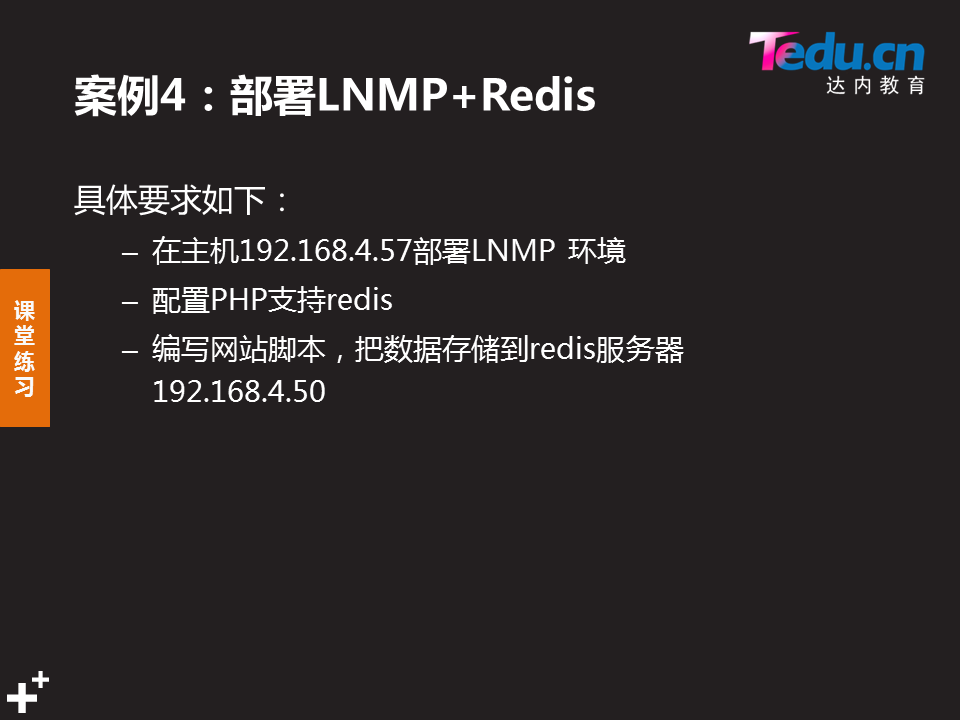 Tedu.cn
达内教育
案例4：部署LNMP+Redis
具体要求如下：
– 在主机192.168.4.57部署LNMP 环境
– 配置PHP支持redis
– 编写网站脚本，把数据存储到redis服务器
192.168.4.50
课
堂
练
习